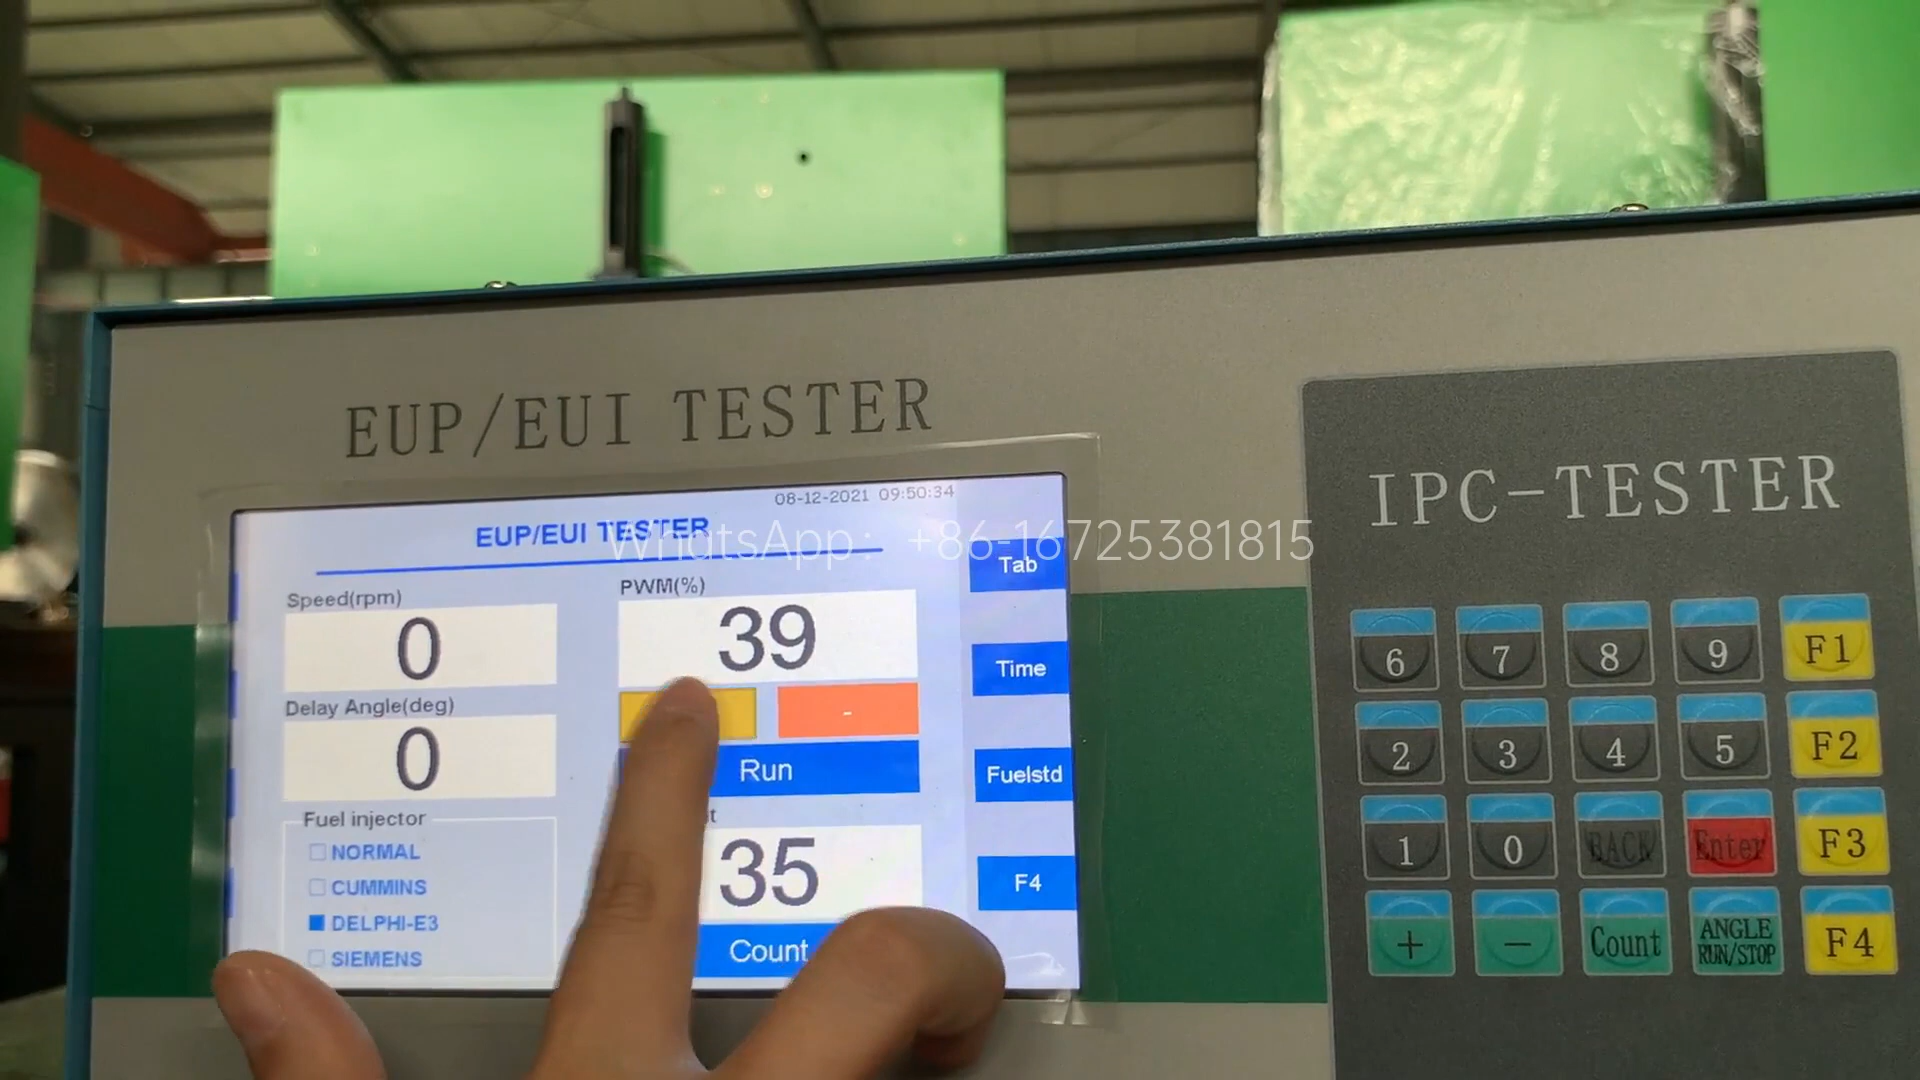 EUP/EUI TESTER
IPC-TESTER
08-12-2021 09:50:34
EUP/EUI TESTER
WhatsApp: +86-16725381815
Tab
Speed(rpm)
0
PWM(%)
39
-
Run
Time
Delay Angle(deg)
0
Fuelstd
Fuel injector
NORMAL
CUMMINS
DELPHI-E3
SIEMENS
35
Count
F4
6 7 8 9 F1
2 3 4 5 F2
1 0 BACK Enter F3
+ - Count ANGLE RUN/STOP F4